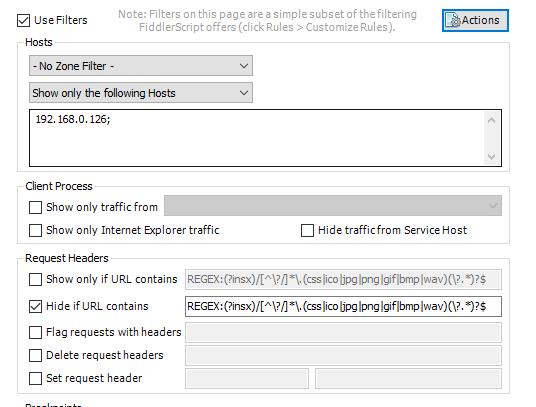 Use Filters
Note: Filters on this page are a simple subset of the filtering
FiddlerScript offers (click Rules > Customize Rules).
Actions
Hosts
- No Zone Filter -
Show only the following Hosts
192.168.0.126;
Client Process
Show only traffic from
Show only Internet Explorer traffic
Hide traffic from Service Host
Request Headers
Show only if URL contains
REGEX:(?insx)/[^\?/]*\.(css|ico|jpg|png|gif|bmp|wav)(\?.*)?$
Hide if URL contains
REGEX:(?insx)/[^\?/]*\.(css|ico|jpg|png|gif|bmp|wav)(\?.*)?$
Flag requests with headers
Delete request headers
Set request header